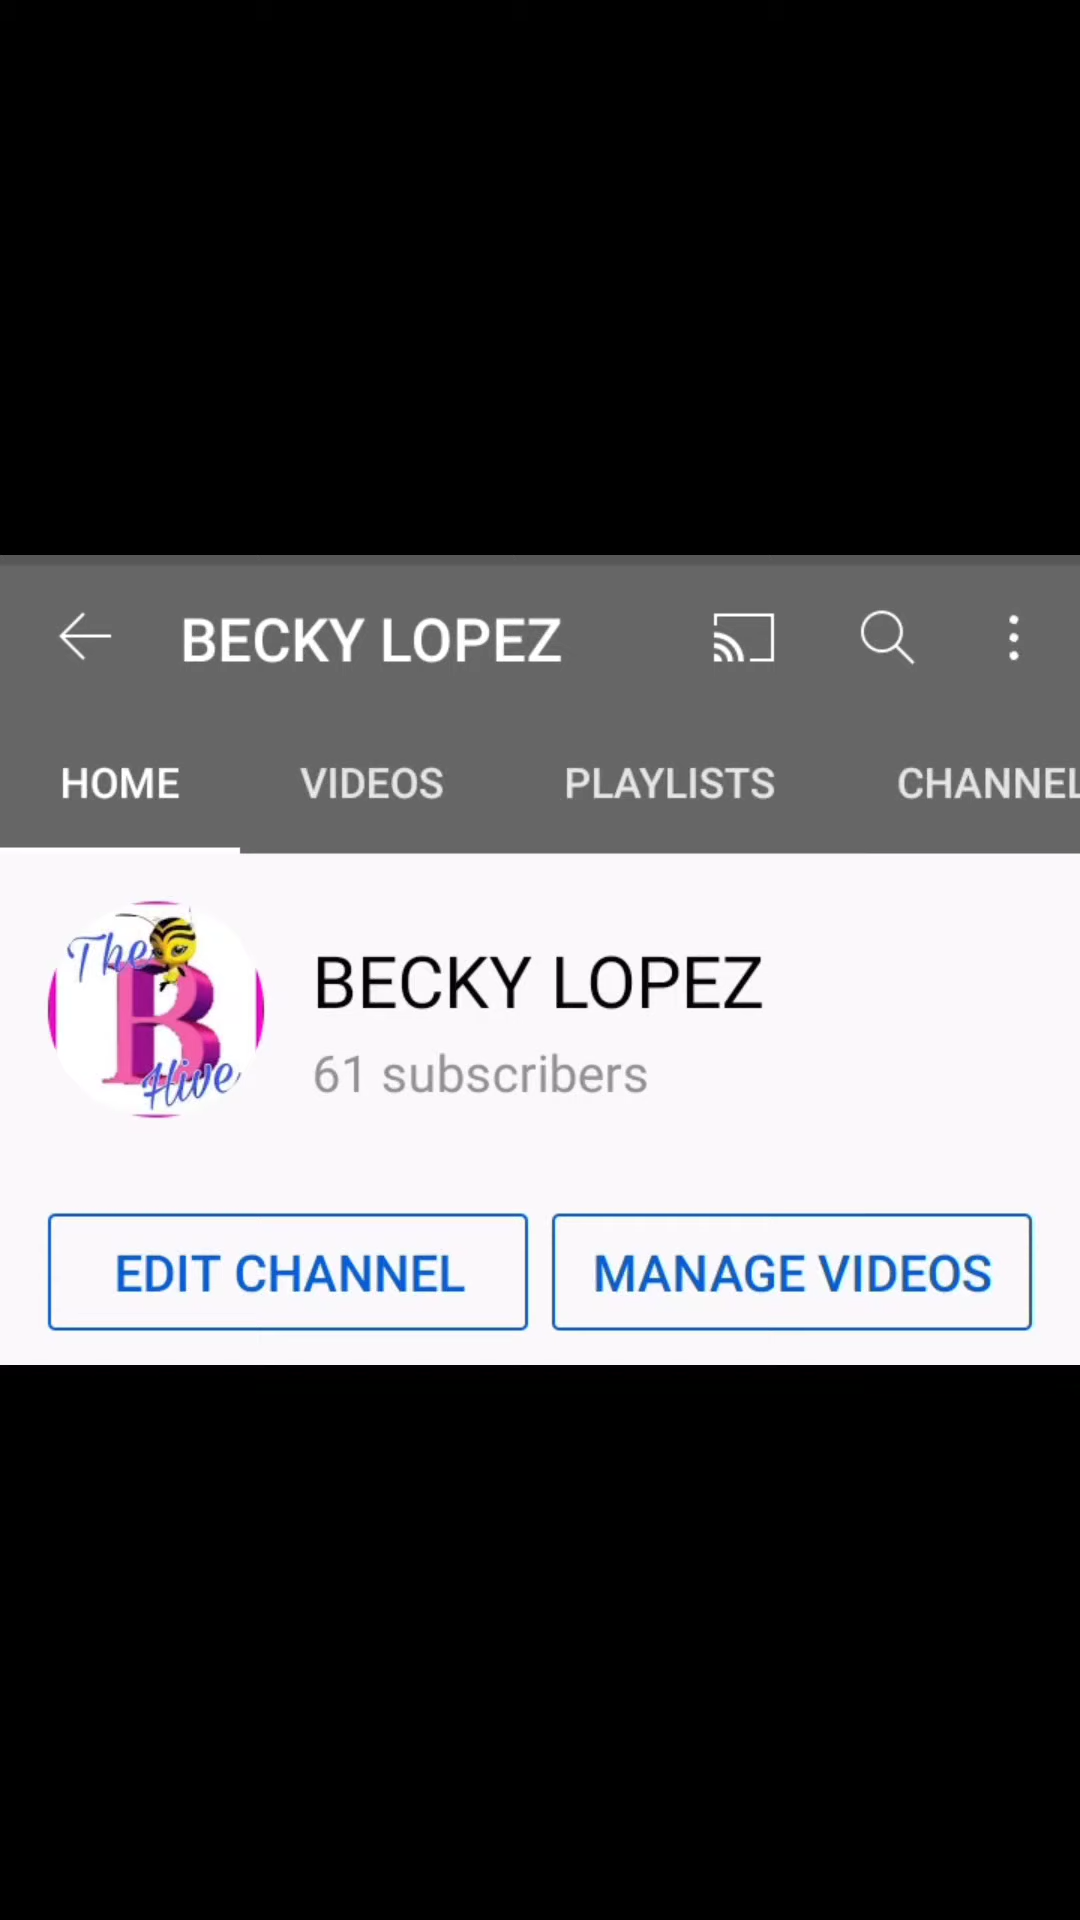 BECKY LOPEZ
HOME VIDEOS PLAYLISTS CHANNEL
The
B
Hive
BECKY LOPEZ
61 subscribers
EDIT CHANNEL MANAGE VIDEOS